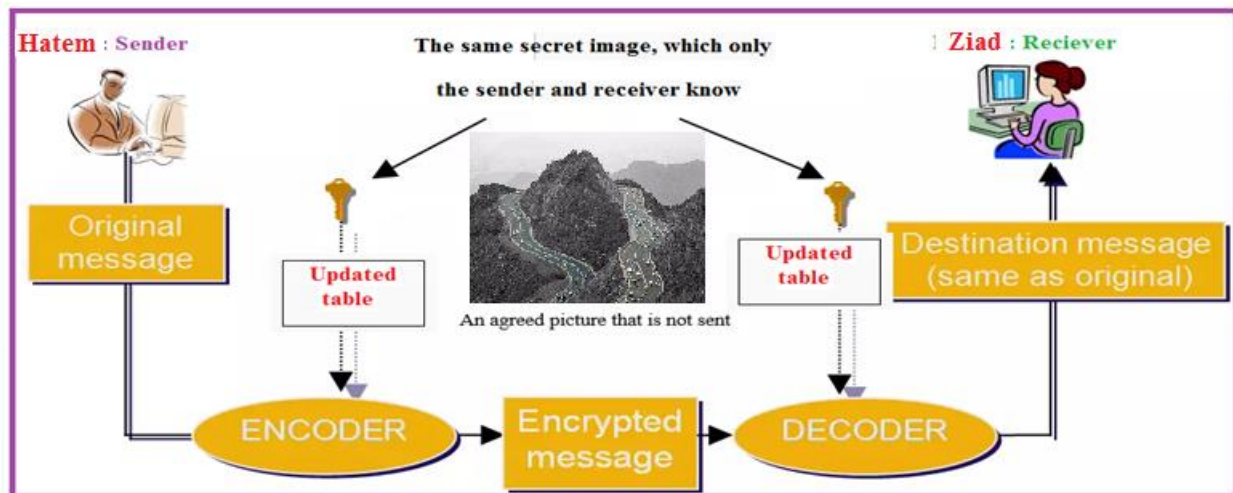 Hatem : Sender
The same secret image, which only
the sender and receiver know
Ziad : Reciever
Original
message
Updated
table
An agreed picture that is not sent
Updated
table
Destination message
(same as original)
ENCODER
Encrypted
message
DECODER